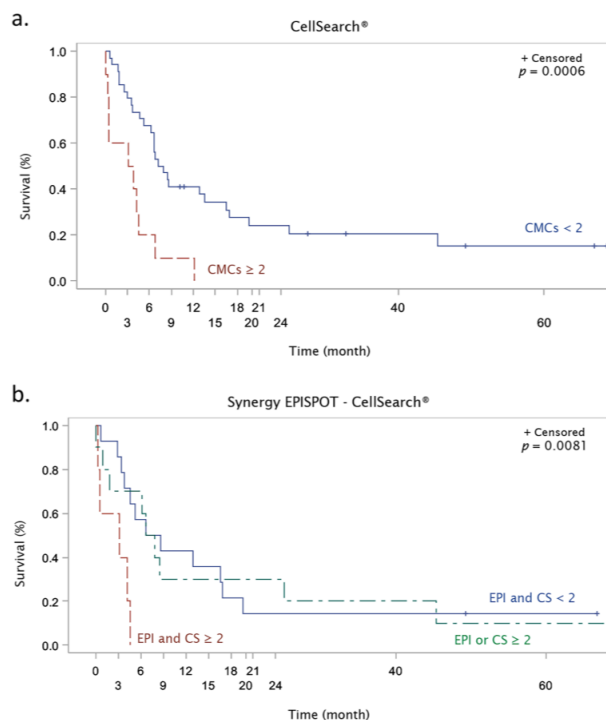 a.
CellSearch®
+ Censored
p = 0.0006
1.0
0.8
0.6
0.4
0.2
0.0
Survival (%)
CMCs < 2
CMCs ≥ 2
0 6 12 18 21 40
3 9 15 20 24 60
Time (month)
b.
Synergy EPISPOT - CellSearch®
+ Censored
p = 0.0081
1.0
0.8
0.6
0.4
0.2
0.0
Survival (%)
EPI and CS < 2
EPI and CS ≥ 2
EPI or CS ≥ 2
0 6 12 18 21 40
3 9 15 20 24 60
Time (month)